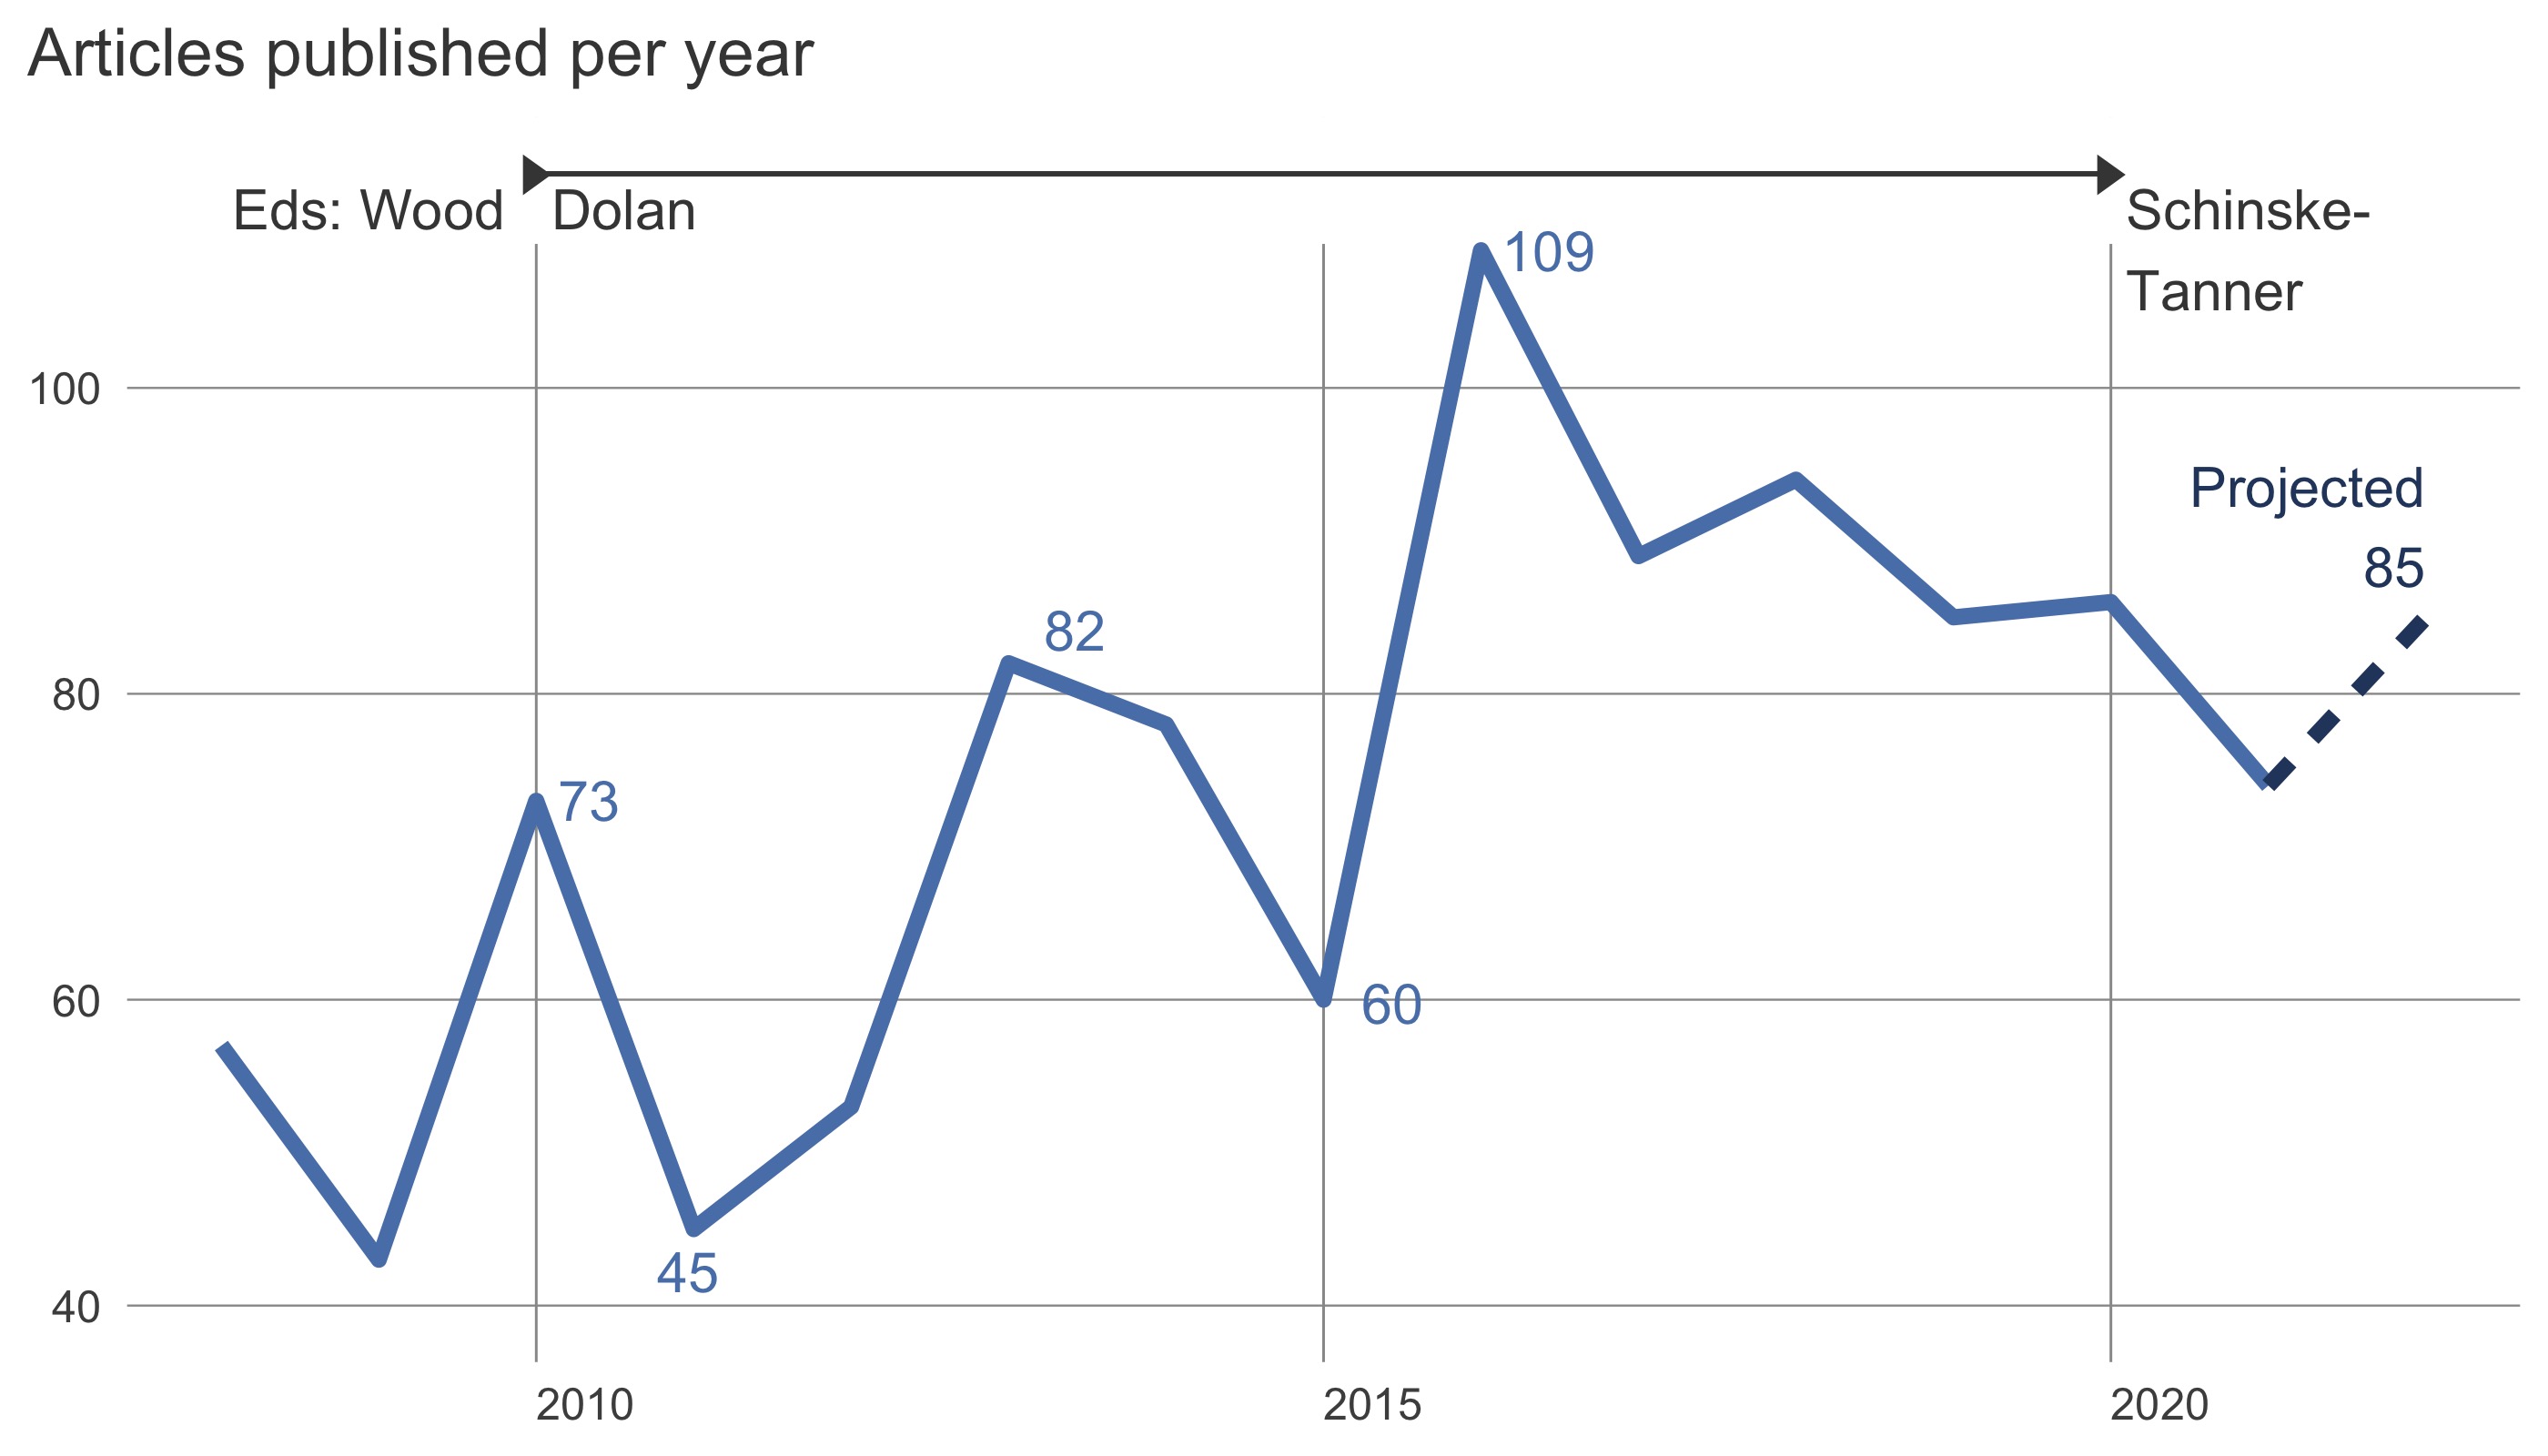 Articles published per year
Eds: Wood
Dolan
Schinske-
Tanner
109
100
Projected
85
82
80
73
60
60
45
40
2010
2015
2020